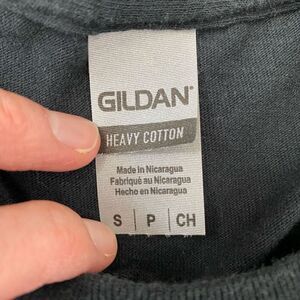 GILDAN®
HEAVY COTTON
Made in Nicaragua
Fabriqué au Nicaragua
Hecho en Nicaragua
S | P | CH